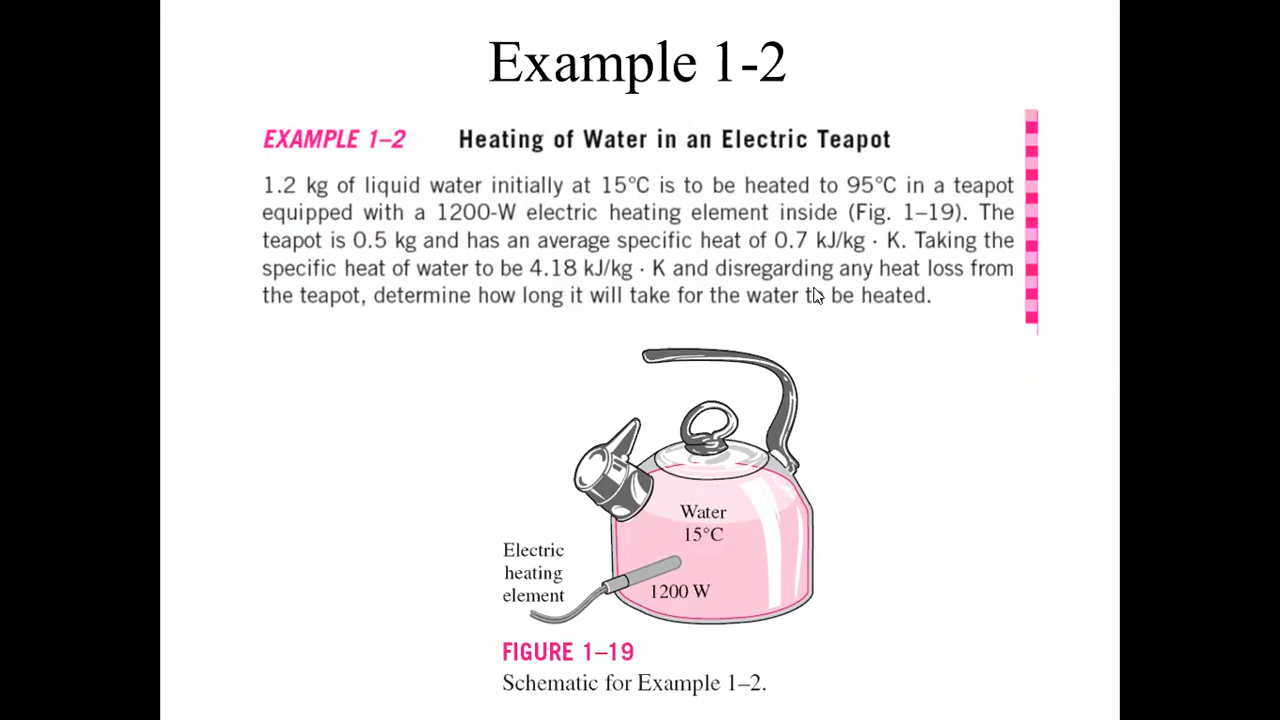 Example 1-2
EXAMPLE 1–2 Heating of Water in an Electric Teapot
1.2 kg of liquid water initially at 15°C is to be heated to 95°C in a teapot
equipped with a 1200-W electric heating element inside (Fig. 1–19). The
teapot is 0.5 kg and has an average specific heat of 0.7 kJ/kg · K. Taking the
specific heat of water to be 4.18 kJ/kg · K and disregarding any heat loss from
the teapot, determine how long it will take for the water to be heated.
Water
15°C
Electric
heating
element
1200 W
FIGURE 1–19
Schematic for Example 1–2.